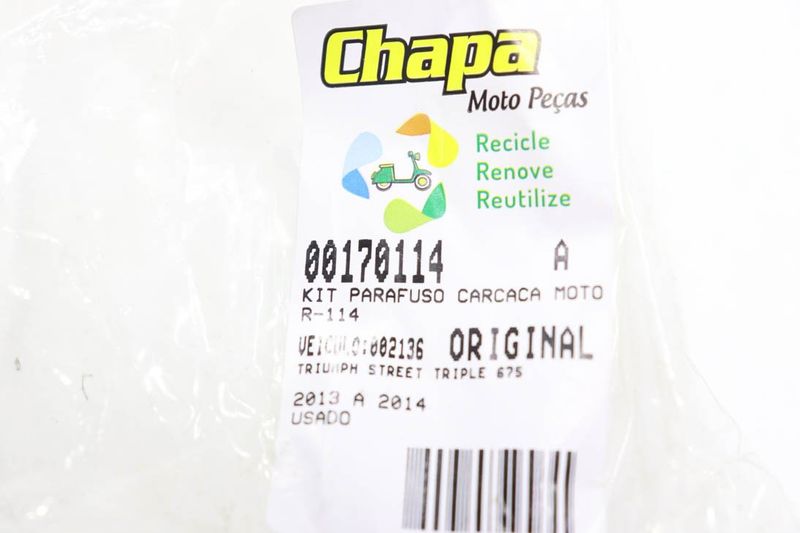 Chapa
Moto Peças
Recicle
Renove
Reutilize
00170114 A
KIT PARAFUSO CARCACA MOTO
R-114
VEICULO:002136 ORIGINAL
TRIUMPH STREET TRIPLE 675
2013 A 2014
USADO